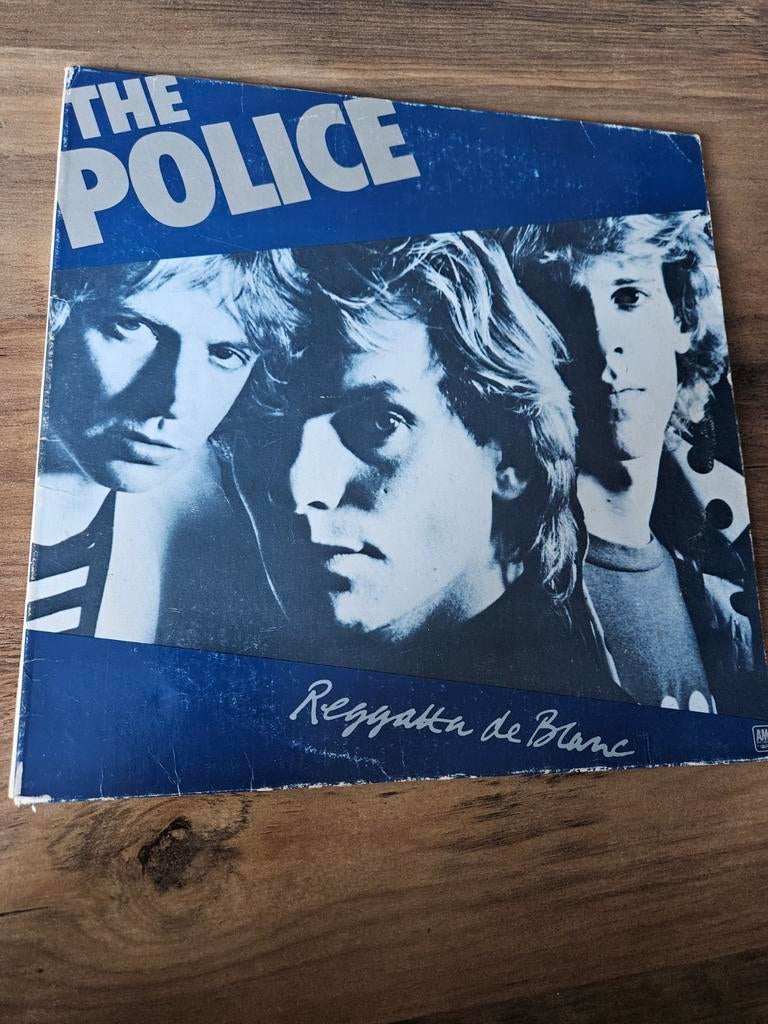 THE
POLICE
Reggatta de Blanc